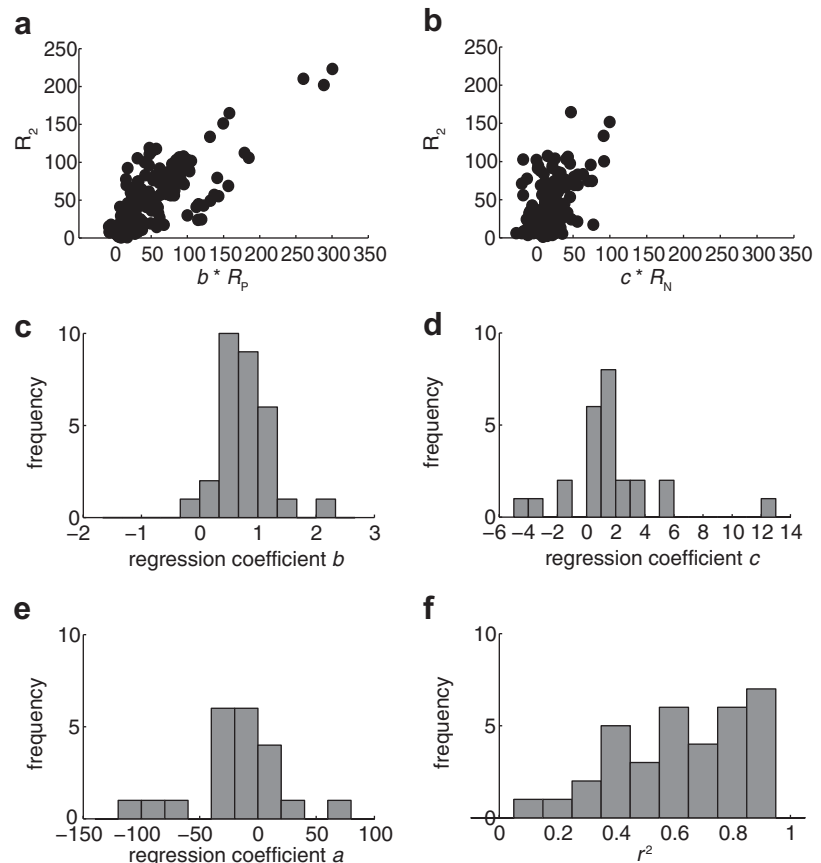 a
250
200
150
100
50
0
R2
0 50 100 150 200 250 300 350
b * RP
b
250
200
150
100
50
0
R2
0 50 100 150 200 250 300 350
c * RN
c
10
5
0
frequency
−2 −1 0 1 2 3
regression coefficient b
d
10
5
0
frequency
−6 −4 −2 0 2 4 6 8 10 12 14
regression coefficient c
e
10
5
0
frequency
−150 −100 −50 0 50 100
regression coefficient a
f
10
5
0
frequency
0 0.2 0.4 0.6 0.8 1
r²